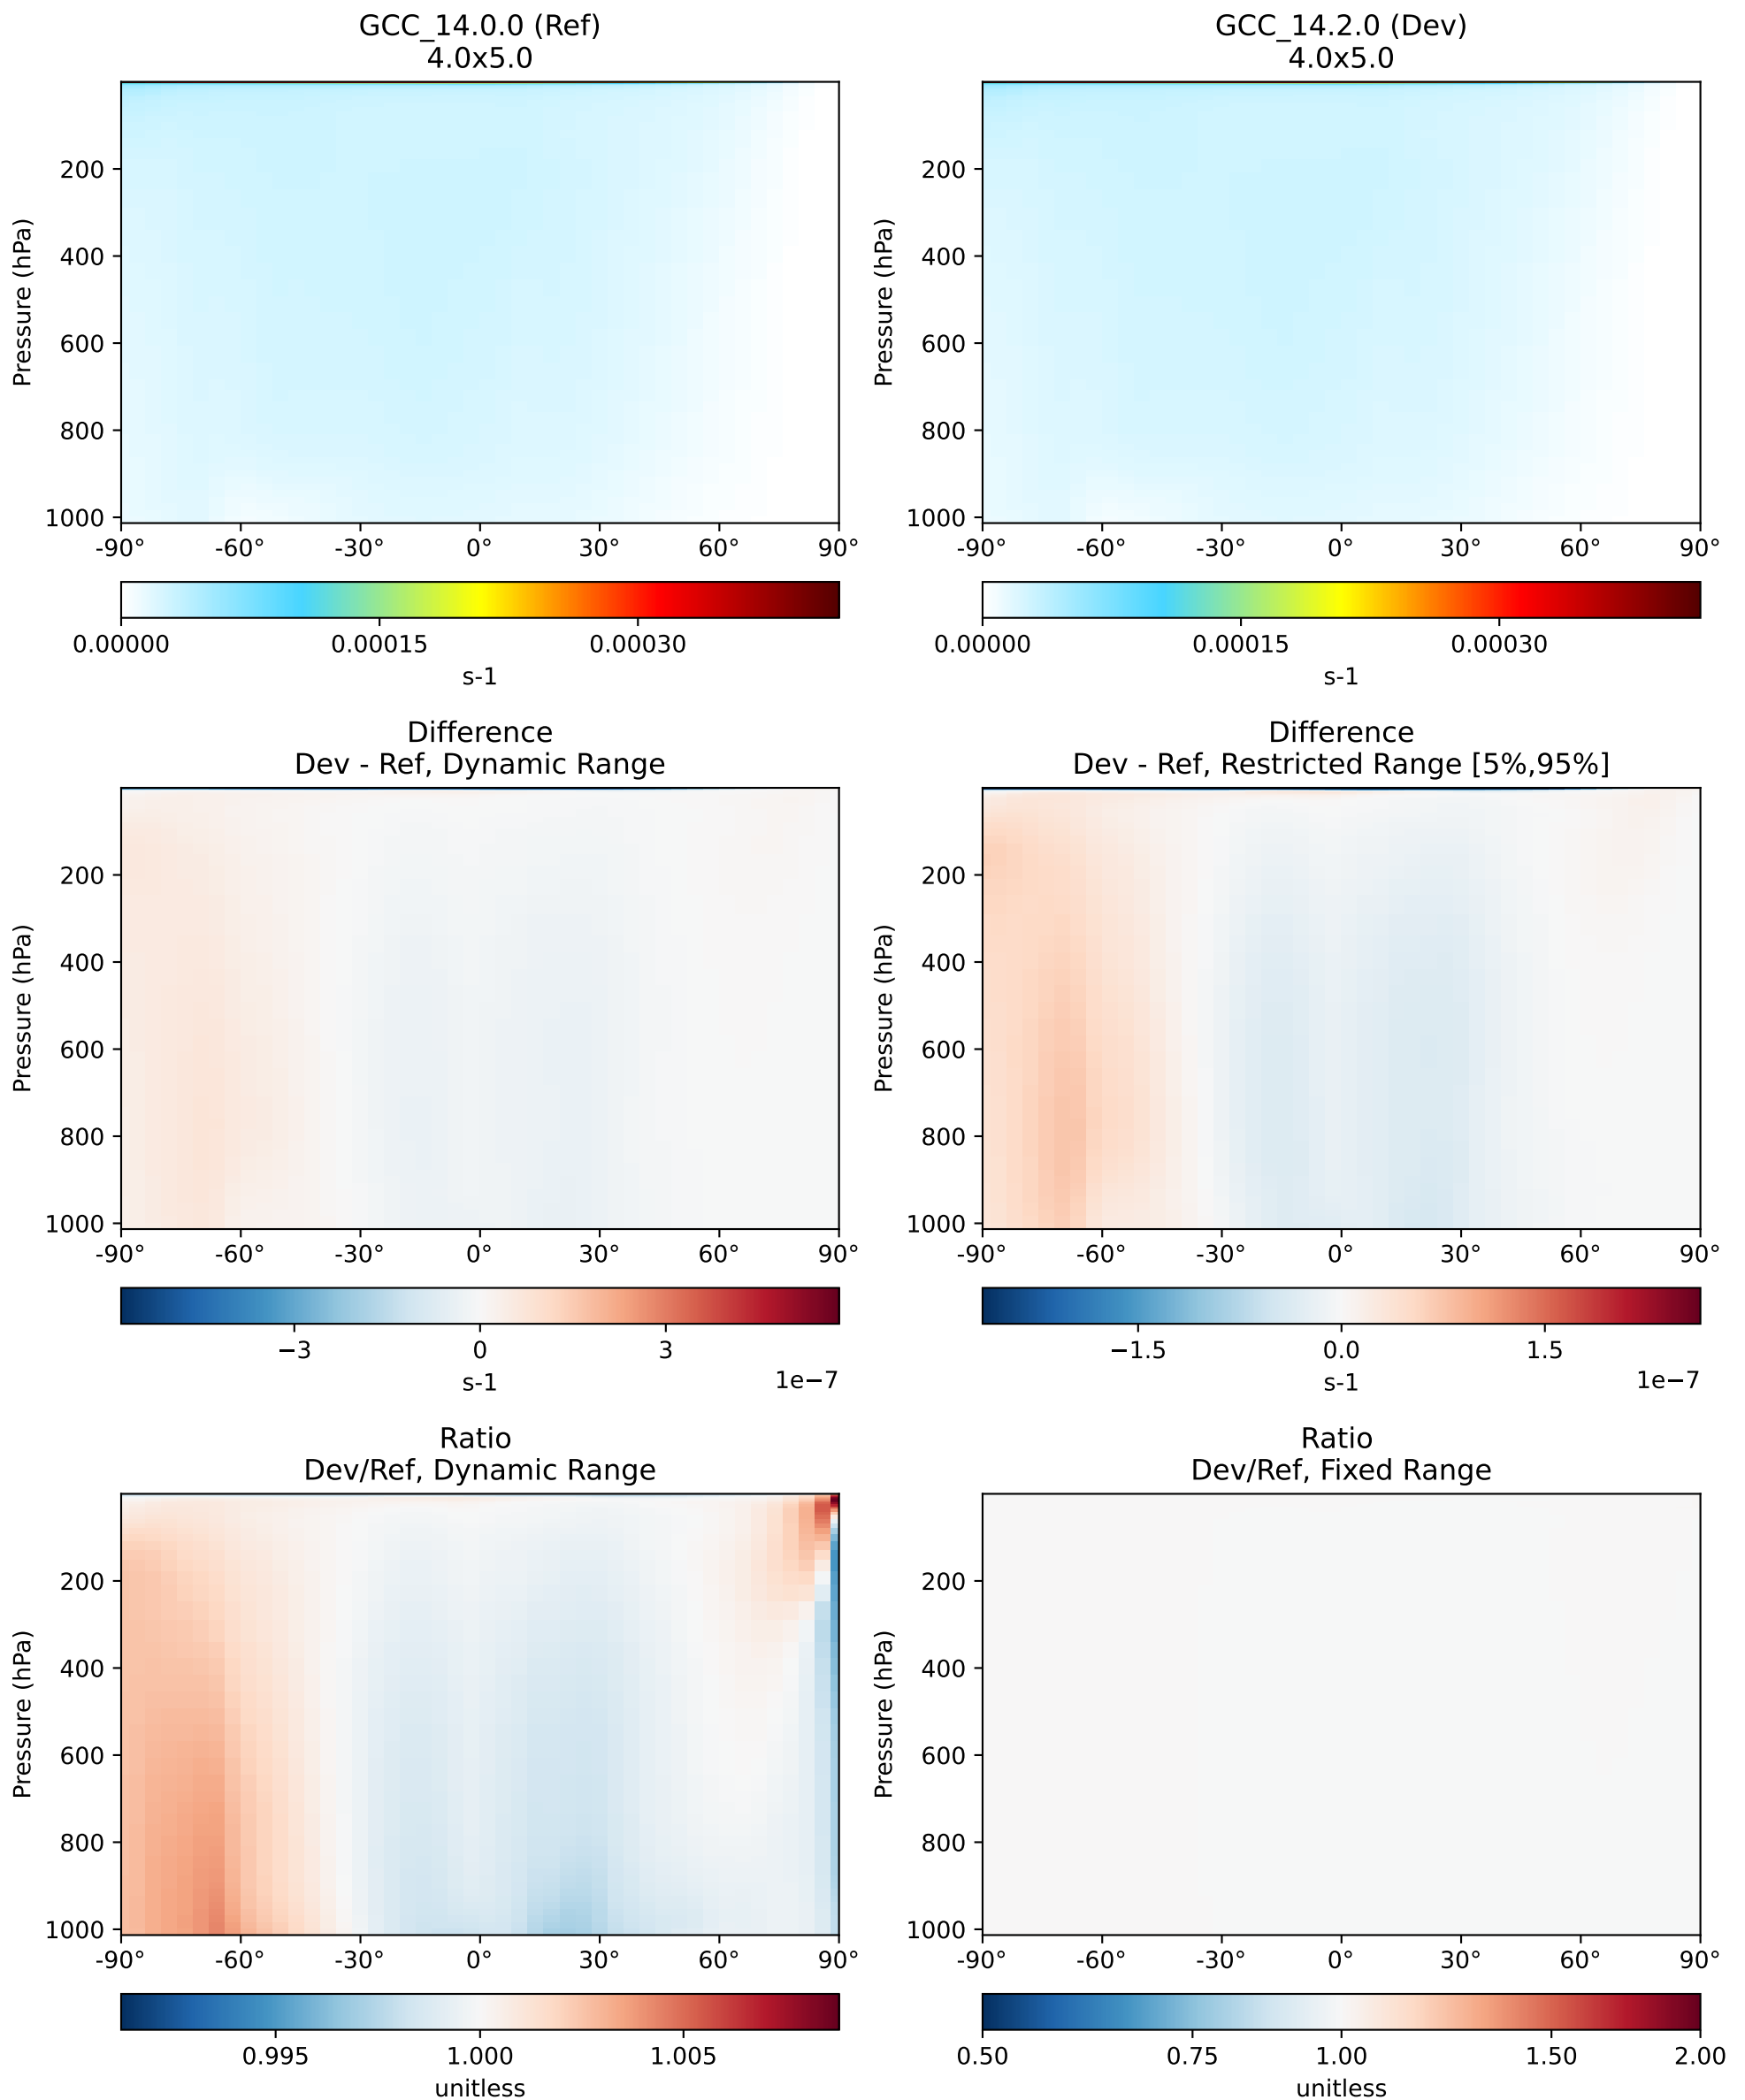 GCC_14.0.0 (Ref)
4.0x5.0
GCC_14.2.0 (Dev)
4.0x5.0
Pressure (hPa)
200
400
600
800
1000
-90° -60° -30° 0° 30° 60° 90°
0.00000 0.00015 0.00030
s-1
Pressure (hPa)
200
400
600
800
1000
-90° -60° -30° 0° 30° 60° 90°
0.00000 0.00015 0.00030
s-1
Difference
Dev - Ref, Dynamic Range
Pressure (hPa)
200
400
600
800
1000
-90° -60° -30° 0° 30° 60° 90°
−3 0 3
s-1
1e−7
Difference
Dev - Ref, Restricted Range [5%,95%]
Pressure (hPa)
200
400
600
800
1000
-90° -60° -30° 0° 30° 60° 90°
−1.5 0.0 1.5
s-1
1e−7
Ratio
Dev/Ref, Dynamic Range
Pressure (hPa)
200
400
600
800
1000
-90° -60° -30° 0° 30° 60° 90°
0.995 1.000 1.005
unitless
Ratio
Dev/Ref, Fixed Range
Pressure (hPa)
200
400
600
800
1000
-90° -60° -30° 0° 30° 60° 90°
0.50 0.75 1.00 1.50 2.00
unitless